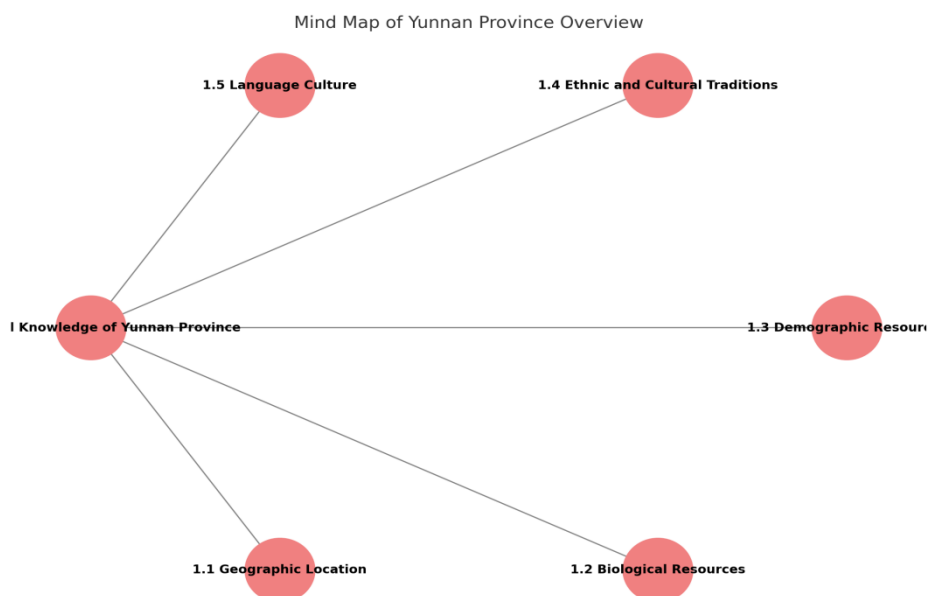 Mind Map of Yunnan Province Overview
1.5 Language Culture
1.4 Ethnic and Cultural Traditions
l Knowledge of Yunnan Province
1.3 Demographic Resour
1.1 Geographic Location
1.2 Biological Resources